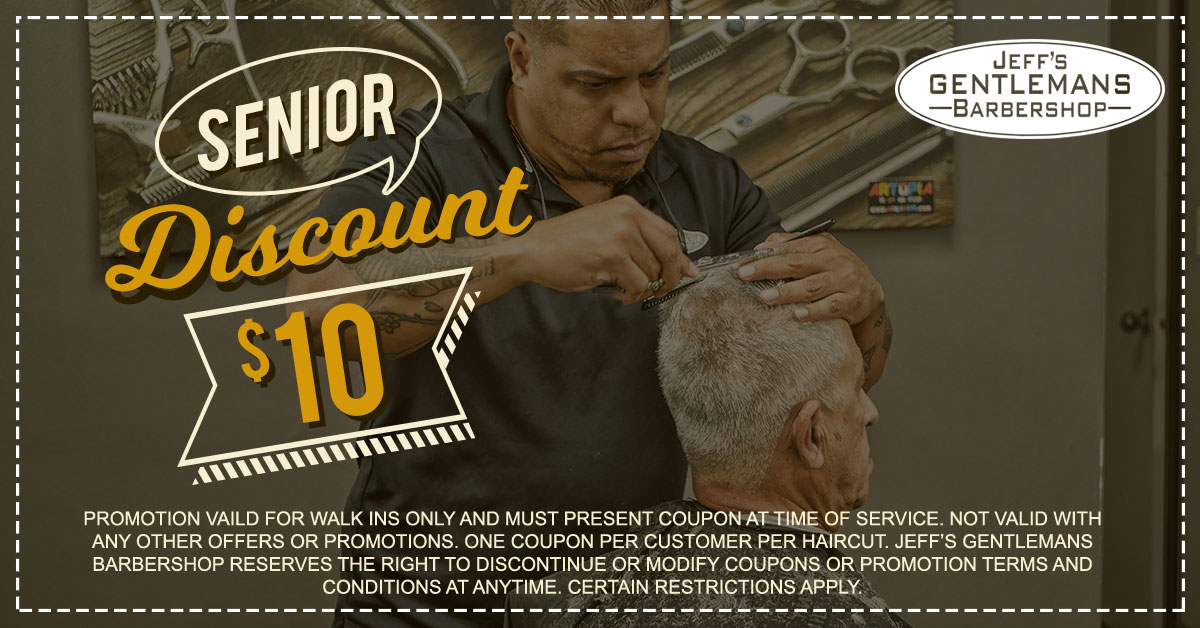 SENIOR
Discount
$10
JEFF'S
GENTLEMANS
BARBERSHOP
ARTOPIA
PROMOTION VAILD FOR WALK INS ONLY AND MUST PRESENT COUPON AT TIME OF SERVICE. NOT VALID WITH
ANY OTHER OFFERS OR PROMOTIONS. ONE COUPON PER CUSTOMER PER HAIRCUT. JEFF'S GENTLEMANS
BARBERSHOP RESERVES THE RIGHT TO DISCONTINUE OR MODIFY COUPONS OR PROMOTION TERMS AND
CONDITIONS AT ANYTIME. CERTAIN RESTRICTIONS APPLY.